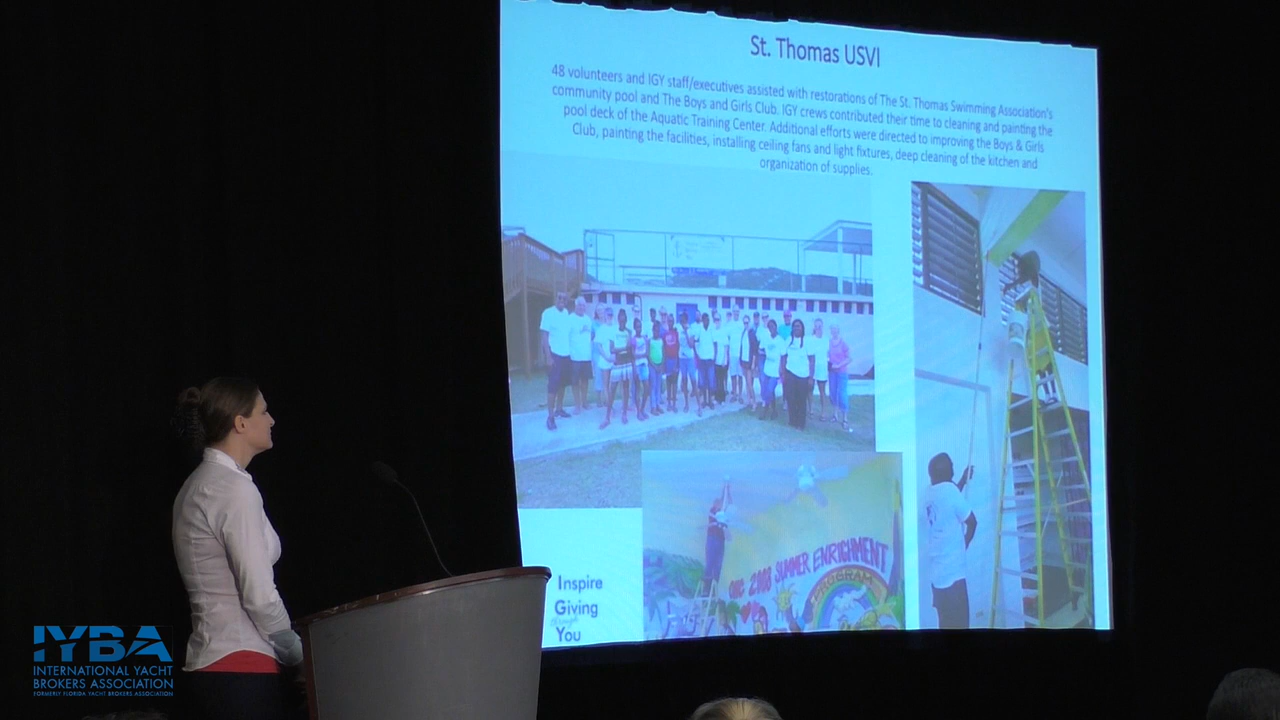 St. Thomas USVI
48 volunteers and IGY staff/executives assisted with restorations of The St. Thomas Swimming Association's
community pool and The Boys and Girls Club. IGY crews contributed their time to cleaning and painting the
pool deck of the Aquatic Training Center. Additional efforts were directed to improving the Boys & Girls
Club, painting the facilities, installing ceiling fans and light fixtures, deep cleaning of the kitchen and
organization of supplies.
2008 SUMMER ENRICHMENT
PROGRAM
Inspire
Giving
through
You
IYBA
INTERNATIONAL YACHT
BROKERS ASSOCIATION
FORMERLY FLORIDA YACHT BROKERS ASSOCIATION